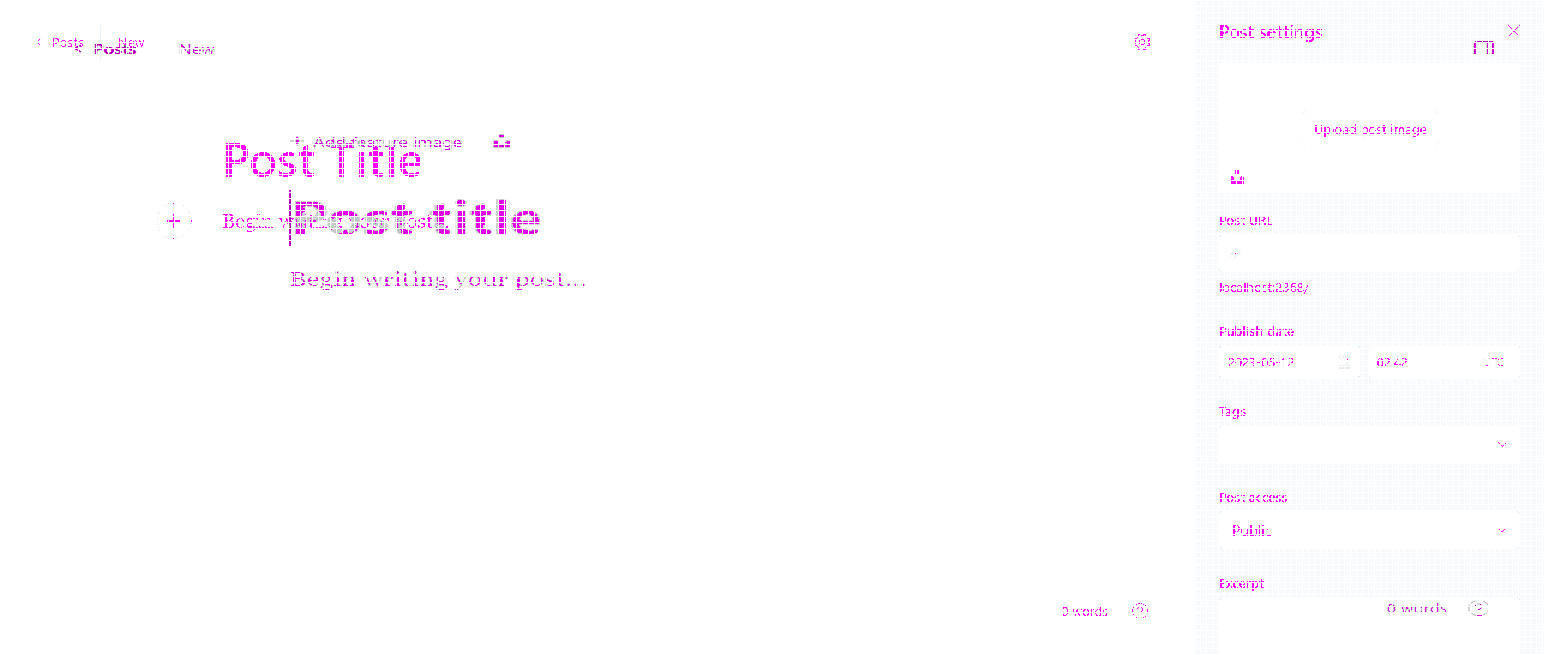 Posts New
Posts New
Post settings
Add feature image
Upload post image
Post Title
Post title
Begin writing your post...
Post URL
Begin writing your post...
localhost:2368/
Publish date
2023-06-12 02:42 UTC
Tags
Post access
Public
Excerpt
0 words
0 words